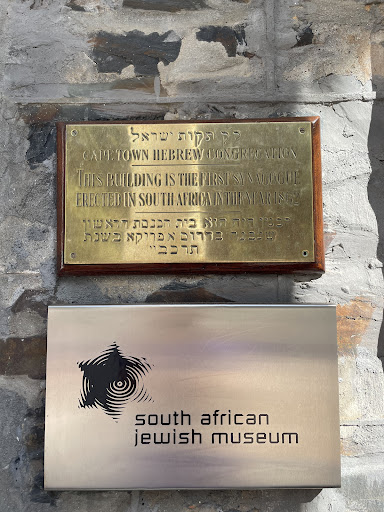 ק״ק תקות ישראל
CAPE TOWN HEBREW CONGREGATION
THIS BUILDING IS THE FIRST SYNAGOGUE
ERECTED IN SOUTH AFRICA IN THE YEAR 1862
הבנין הזה הוא בית הכנסת הראשון
שנבנה בדרום אפריקא בשנת
south african
jewish museum